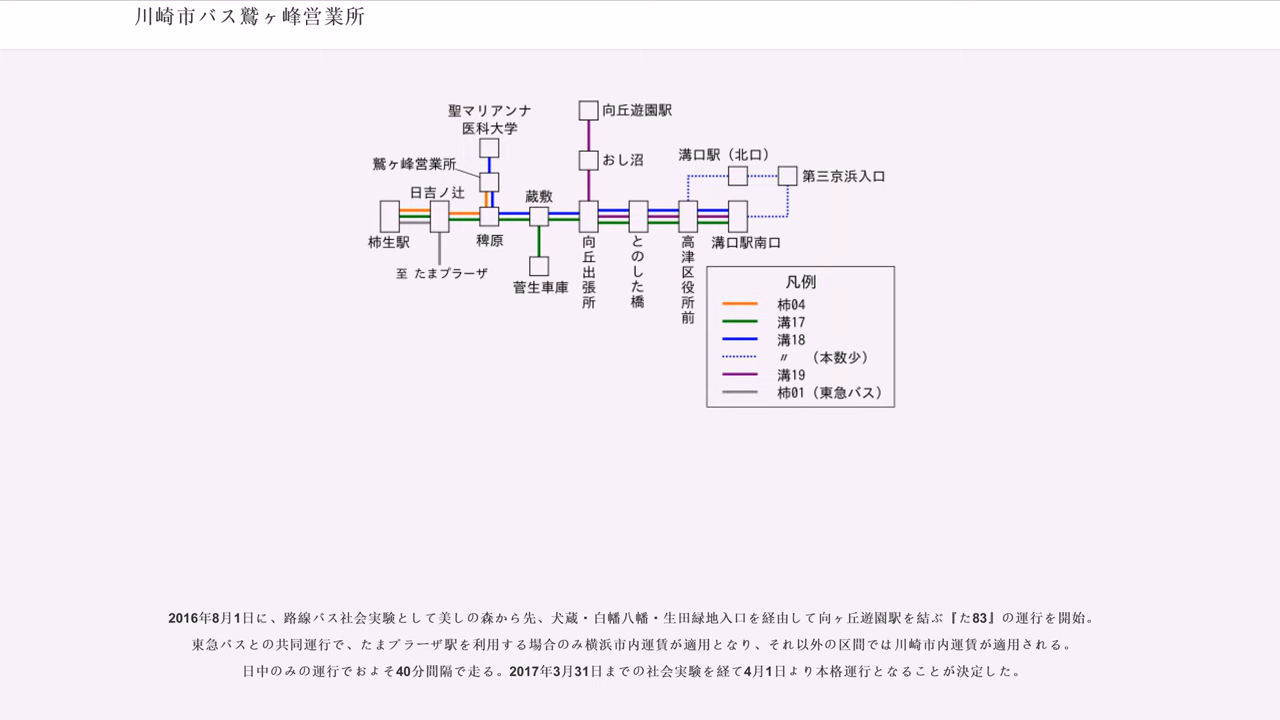 川崎市バス鷲ヶ峰営業所
聖マリアンナ
医科大学
向丘遊園駅
鷲ヶ峰営業所
おし沼
溝口駅（北口）
第三京浜入口
日吉ノ辻
蔵敷
柿生駅
稗原
向丘出張所
とのした橋
高津区役所前
溝口駅南口
至 たまプラーザ
菅生車庫
凡例
柿04
溝17
溝18
〃 （本数少）
溝19
柿01（東急バス）
2016年8月1日に、路線バス社会実験として美しの森から先、犬蔵・白幡八幡・生田緑地入口を経由して向ヶ丘遊園駅を結ぶ『た83』の運行を開始。
東急バスとの共同運行で、たまプラーザ駅を利用する場合のみ横浜市内運賃が適用となり、それ以外の区間では川崎市内運賃が適用される。
日中のみの運行でおよそ40分間隔で走る。2017年3月31日までの社会実験を経て4月1日より本格運行となることが決定した。